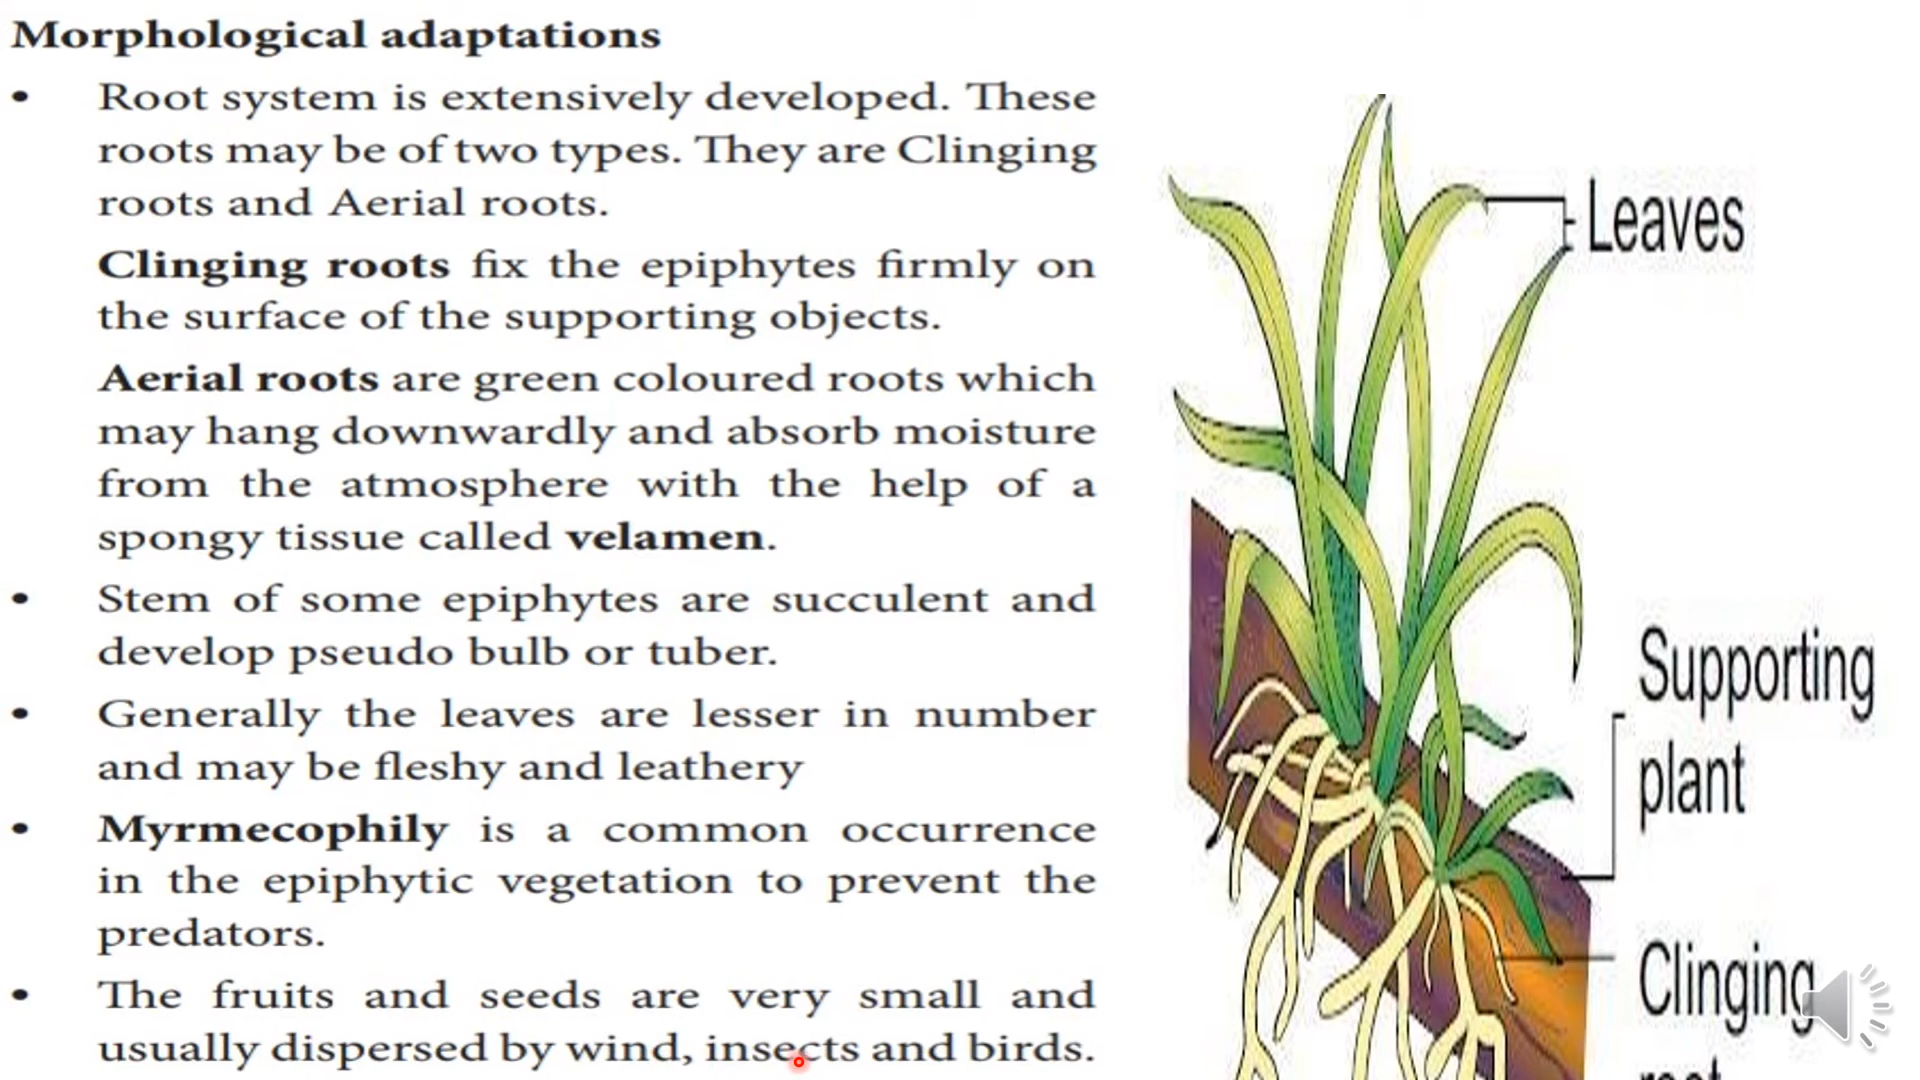 Morphological adaptations
• Root system is extensively developed. These
roots may be of two types. They are Clinging
roots and Aerial roots.
Clinging roots fix the epiphytes firmly on
the surface of the supporting objects.
Aerial roots are green coloured roots which
may hang downwardly and absorb moisture
from the atmosphere with the help of a
spongy tissue called velamen.
• Stem of some epiphytes are succulent and
develop pseudo bulb or tuber.
• Generally the leaves are lesser in number
and may be fleshy and leathery
• Myrmecophily is a common occurrence
in the epiphytic vegetation to prevent the
predators.
• The fruits and seeds are very small and
usually dispersed by wind, insects and birds.
Leaves
Supporting
plant
Clinging
root